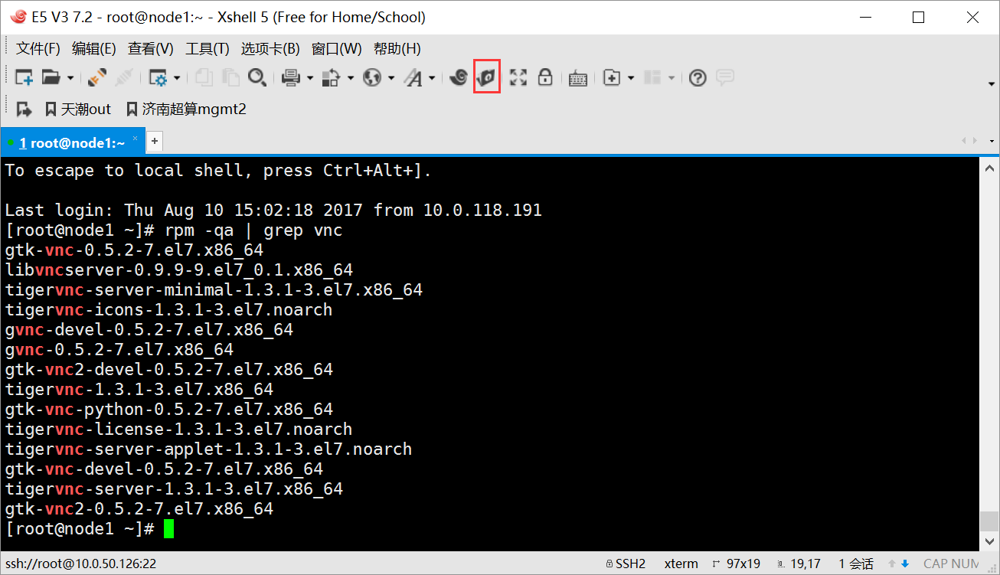 E5 V3 7.2 - root@node1:~ - Xshell 5 (Free for Home/School)
文件(F) 编辑(E) 查看(V) 工具(T) 选项卡(B) 窗口(W) 帮助(H)
天潮out 济南超算mgmt2
1 root@node1:~ × +
To escape to local shell, press Ctrl+Alt+].
Last login: Thu Aug 10 15:02:18 2017 from 10.0.118.191
[root@node1 ~]# rpm -qa | grep vnc
gtk-vnc-0.5.2-7.el7.x86_64
libvncserver-0.9.9-9.el7_0.1.x86_64
tigervnc-server-minimal-1.3.1-3.el7.x86_64
tigervnc-icons-1.3.1-3.el7.noarch
gvnc-devel-0.5.2-7.el7.x86_64
gvnc-0.5.2-7.el7.x86_64
gtk-vnc2-devel-0.5.2-7.el7.x86_64
tigervnc-1.3.1-3.el7.x86_64
gtk-vnc-python-0.5.2-7.el7.x86_64
tigervnc-license-1.3.1-3.el7.noarch
tigervnc-server-applet-1.3.1-3.el7.noarch
gtk-vnc-devel-0.5.2-7.el7.x86_64
tigervnc-server-1.3.1-3.el7.x86_64
gtk-vnc2-0.5.2-7.el7.x86_64
[root@node1 ~]#
ssh://root@10.0.50.126:22 SSH2 xterm 97x19 19,17 1 会话 CAP NUM